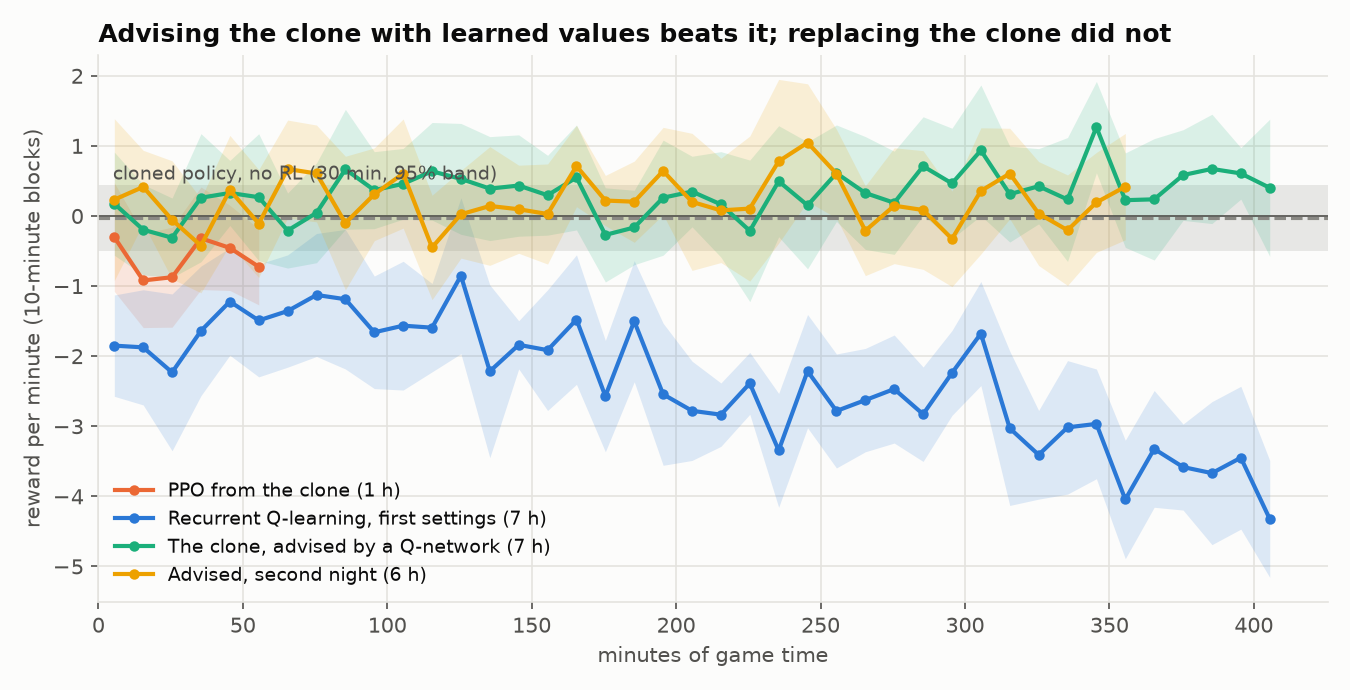 Advising the clone with learned values beats it; replacing the clone did not
reward per minute (10-minute blocks)
2
1
0
−1
−2
−3
−4
−5
cloned policy, no RL (30 min, 95% band)
PPO from the clone (1 h)
Recurrent Q-learning, first settings (7 h)
The clone, advised by a Q-network (7 h)
Advised, second night (6 h)
0 50 100 150 200 250 300 350 400
minutes of game time